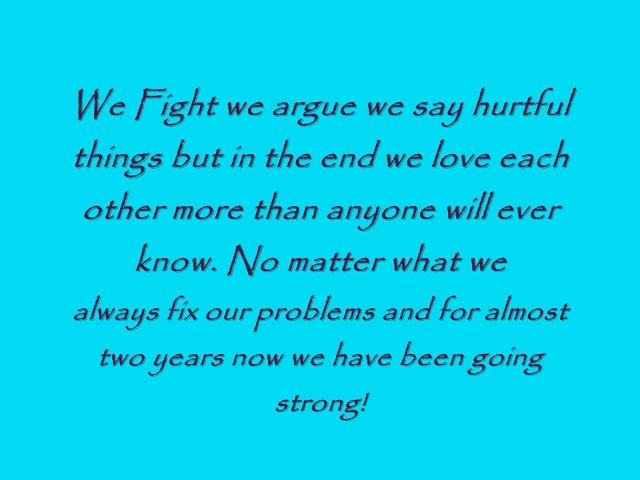 We Fight we argue we say hurtful
things but in the end we love each
other more than anyone will ever
know. No matter what we
always fix our problems and for almost
two years now we have been going
strong!